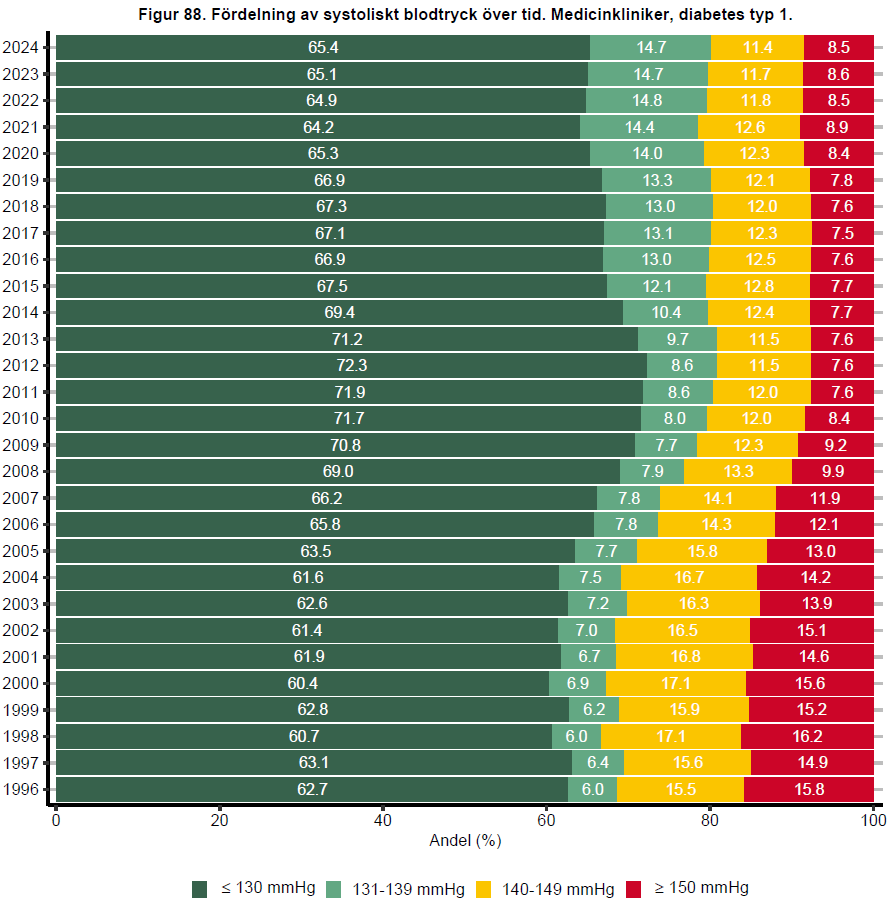 Figur 88. Fördelning av systoliskt blodtryck över tid. Medicinkliniker, diabetes typ 1.
2024 65.4 14.7 11.4 8.5
2023 65.1 14.7 11.7 8.6
2022 64.9 14.8 11.8 8.5
2021 64.2 14.4 12.6 8.9
2020 65.3 14.0 12.3 8.4
2019 66.9 13.3 12.1 7.8
2018 67.3 13.0 12.0 7.6
2017 67.1 13.1 12.3 7.5
2016 66.9 13.0 12.5 7.6
2015 67.5 12.1 12.8 7.7
2014 69.4 10.4 12.4 7.7
2013 71.2 9.7 11.5 7.6
2012 72.3 8.6 11.5 7.6
2011 71.9 8.6 12.0 7.6
2010 71.7 8.0 12.0 8.4
2009 70.8 7.7 12.3 9.2
2008 69.0 7.9 13.3 9.9
2007 66.2 7.8 14.1 11.9
2006 65.8 7.8 14.3 12.1
2005 63.5 7.7 15.8 13.0
2004 61.6 7.5 16.7 14.2
2003 62.6 7.2 16.3 13.9
2002 61.4 7.0 16.5 15.1
2001 61.9 6.7 16.8 14.6
2000 60.4 6.9 17.1 15.6
1999 62.8 6.2 15.9 15.2
1998 60.7 6.0 17.1 16.2
1997 63.1 6.4 15.6 14.9
1996 62.7 6.0 15.5 15.8
0 20 40 60 80 100
Andel (%)
≤ 130 mmHg 131-139 mmHg 140-149 mmHg ≥ 150 mmHg